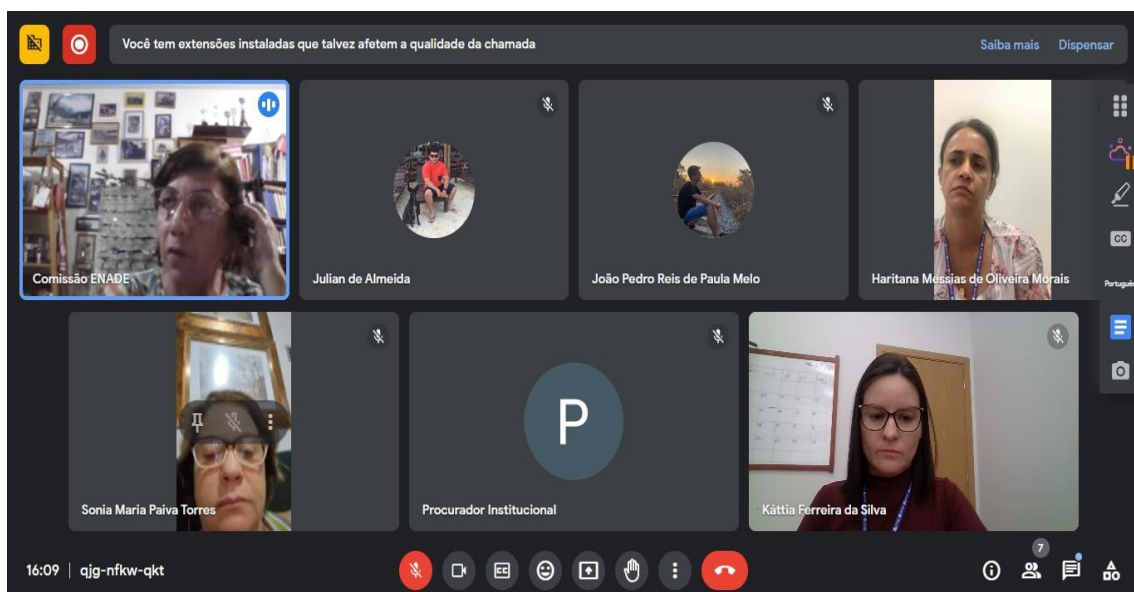 Você tem extensões instaladas que talvez afetem a qualidade da chamada
Saiba mais Dispensar
Comissão ENADE
Julian de Almeida
João Pedro Reis de Paula Melo
Haritana Messias de Oliveira Morais
CC
Português
Sonia Maria Paiva Torres
P
Procurador Institucional
Káttia Ferreira da Silva
16:09 | qjg-nfkw-qkt
CC
7